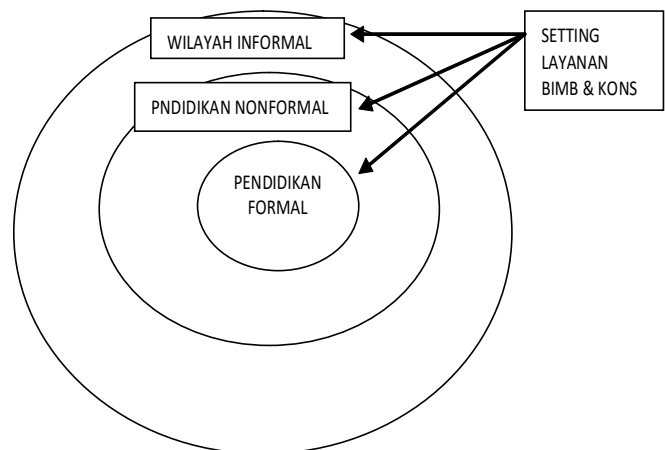 WILAYAH INFORMAL
PNDIDIKAN NONFORMAL
PENDIDIKAN
FORMAL
SETTING
LAYANAN
BIMB & KONS